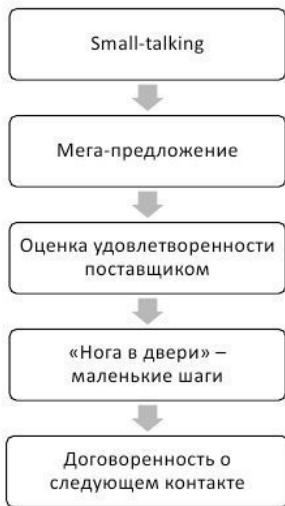 Small-talking
Мега-предложение
Оценка удовлетворенности
поставщиком
«Нога в двери» –
маленькие шаги
Договоренность о
следующем контакте